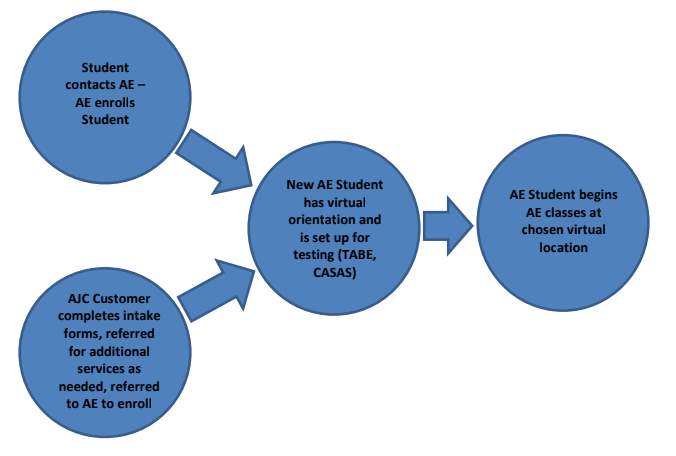 Student
contacts AE –
AE enrolls
Student
AJC Customer
completes intake
forms, referred
for additional
services as
needed, referred
to AE to enroll
New AE Student
has virtual
orientation and
is set up for
testing (TABE,
CASAS)
AE Student begins
AE classes at
chosen virtual
location